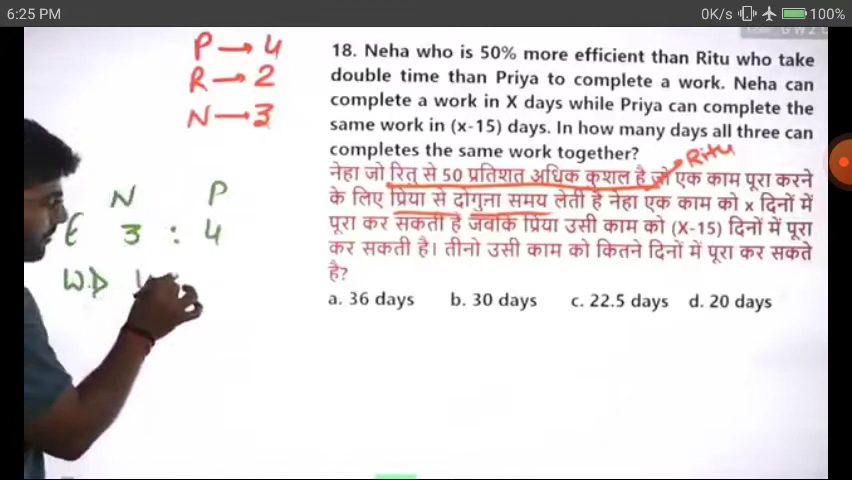 6:25 PM
0K/s
100%
P → 4
R → 2
N → 3
18. Neha who is 50% more efficient than Ritu who take
double time than Priya to complete a work. Neha can
complete a work in X days while Priya can complete the
same work in (x-15) days. In how many days all three can
completes the same work together?
Ritu
नेहा जो रितु से 50 प्रतिशत अधिक कुशल है जो एक काम पूरा करने
के लिए प्रिया से दोगुना समय लेती है नेहा एक काम को x दिनों में
पूरा कर सकती है जबकि प्रिया उसी काम को (X-15) दिनों में पूरा
कर सकती है। तीनो उसी काम को कितने दिनों में पूरा कर सकते
है?
a. 36 days b. 30 days c. 22.5 days d. 20 days
N P
E 3 : 4
W.D